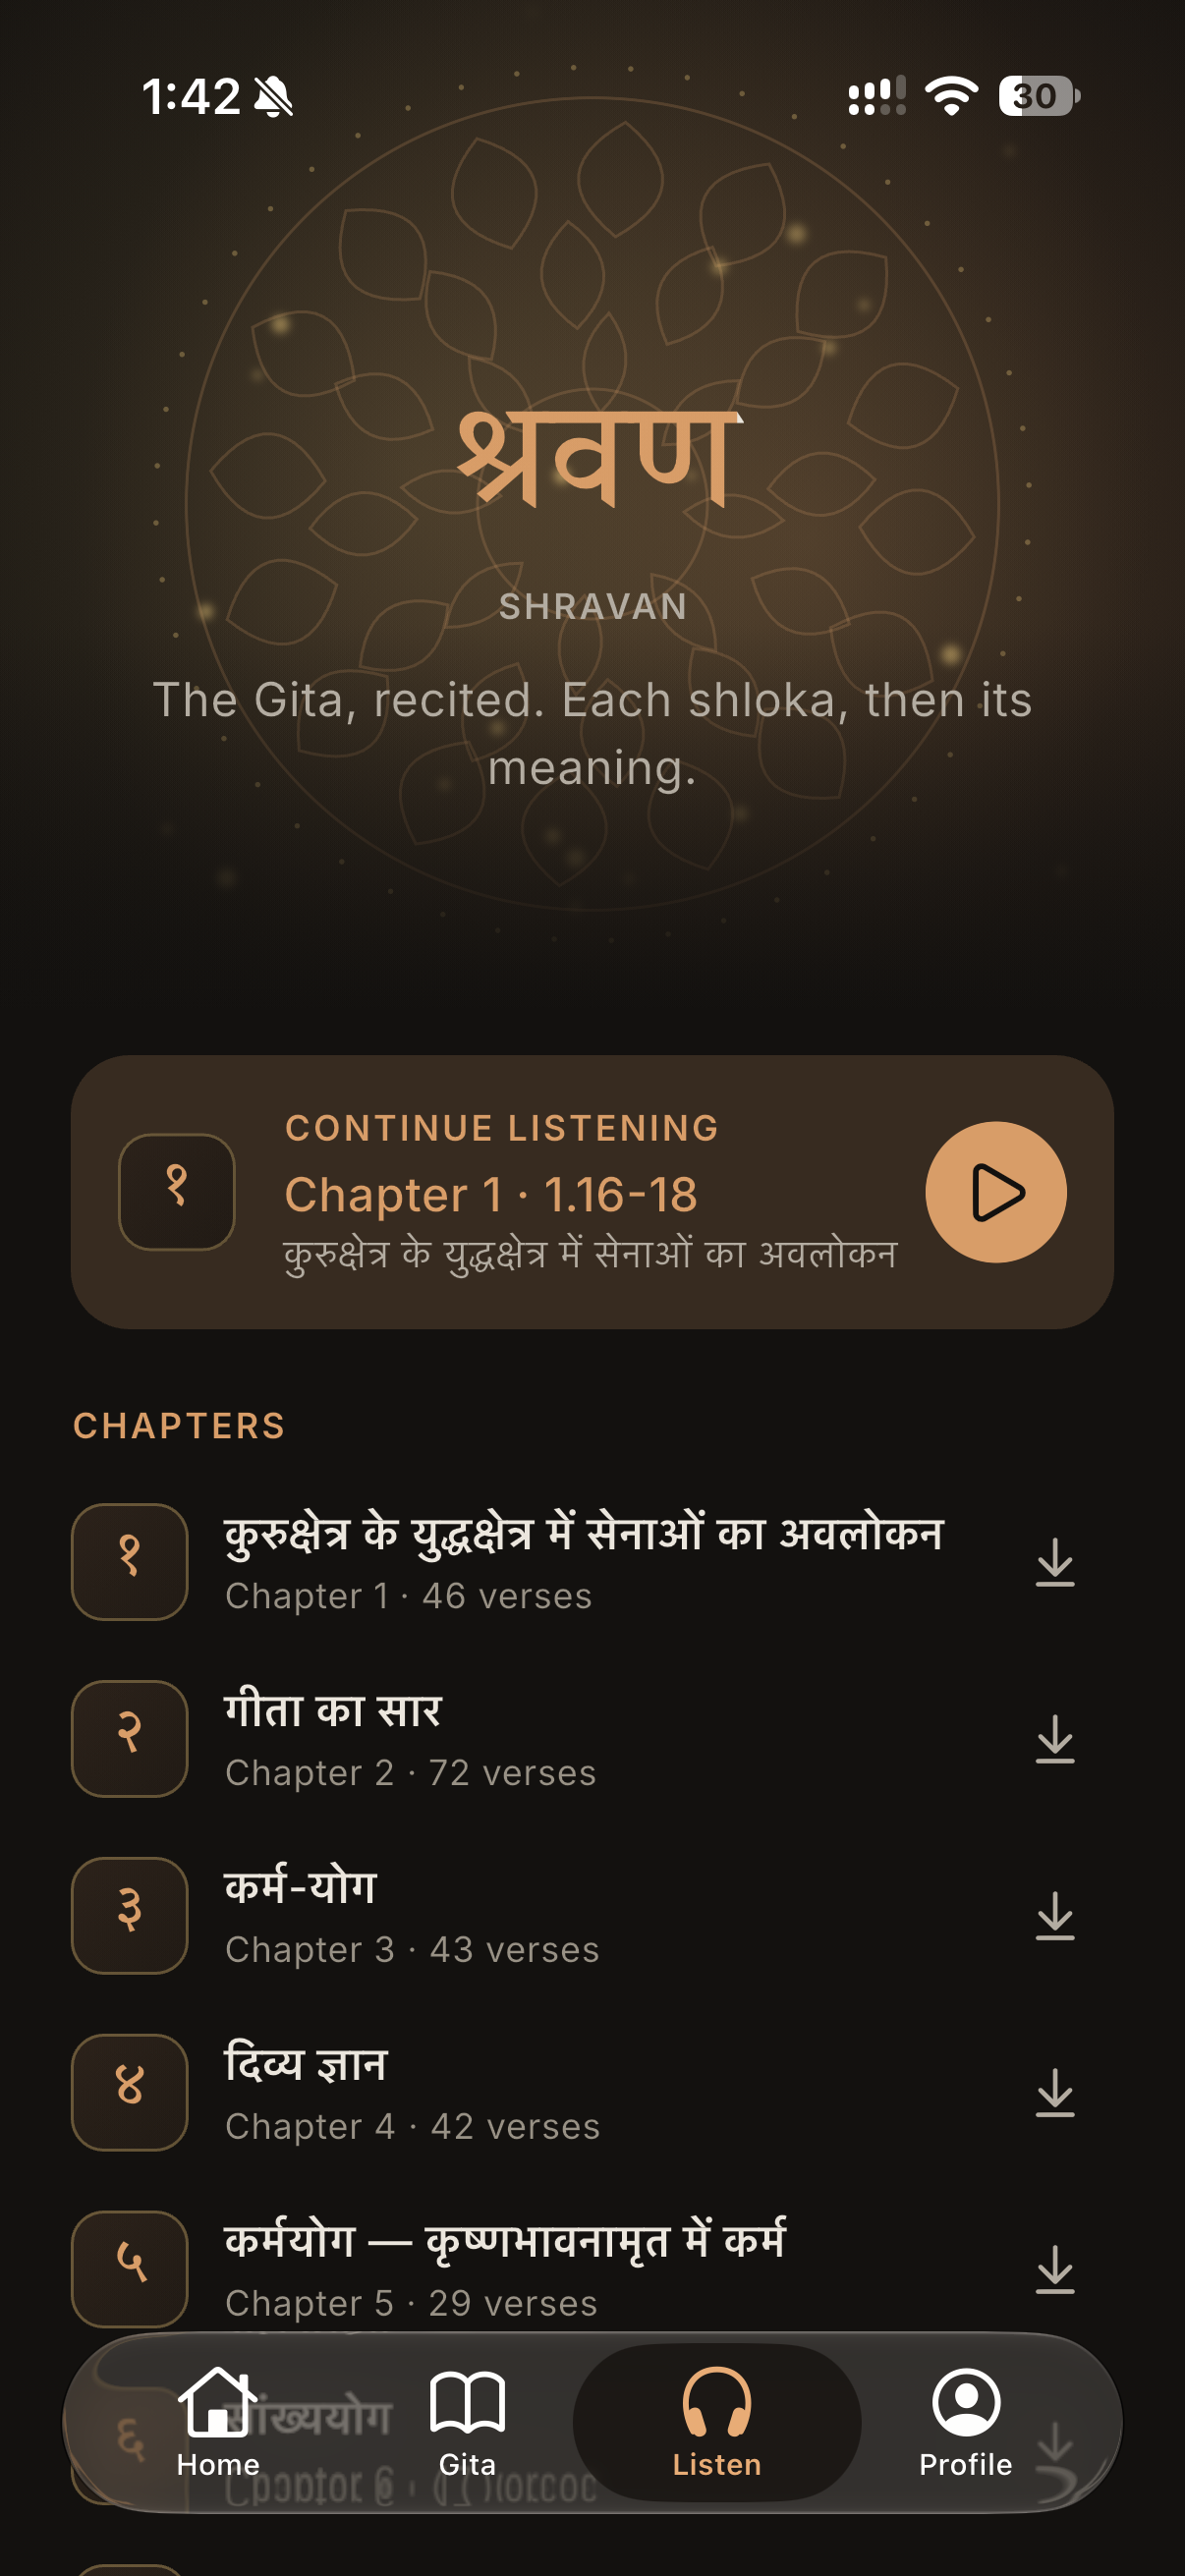 1:42
30
श्रवण
SHRAVAN
The Gita, recited. Each shloka, then its
meaning.
CONTINUE LISTENING
१
Chapter 1 · 1.16-18
कुरुक्षेत्र के युद्धक्षेत्र में सेनाओं का अवलोकन
CHAPTERS
१
कुरुक्षेत्र के युद्धक्षेत्र में सेनाओं का अवलोकन
Chapter 1 · 46 verses
२
गीता का सार
Chapter 2 · 72 verses
३
कर्म-योग
Chapter 3 · 43 verses
४
दिव्य ज्ञान
Chapter 4 · 42 verses
५
कर्मयोग — कृष्णभावनामृत में कर्म
Chapter 5 · 29 verses
६
सांख्ययोग
Home Gita Listen Profile